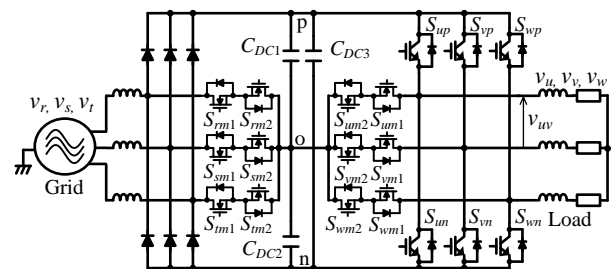 p
S_up S_vp S_wp
C_DC1 C_DC3
v_r, v_s, v_t
v_u, v_v, v_w
S_rm1 S_rm2
S_um2 S_um1
v_uv
o
S_sm1 S_sm2
S_vm2 S_vm1
Grid
S_tm1 S_tm2
S_wm2 S_wm1
S_un S_vn S_wn
Load
C_DC2
n